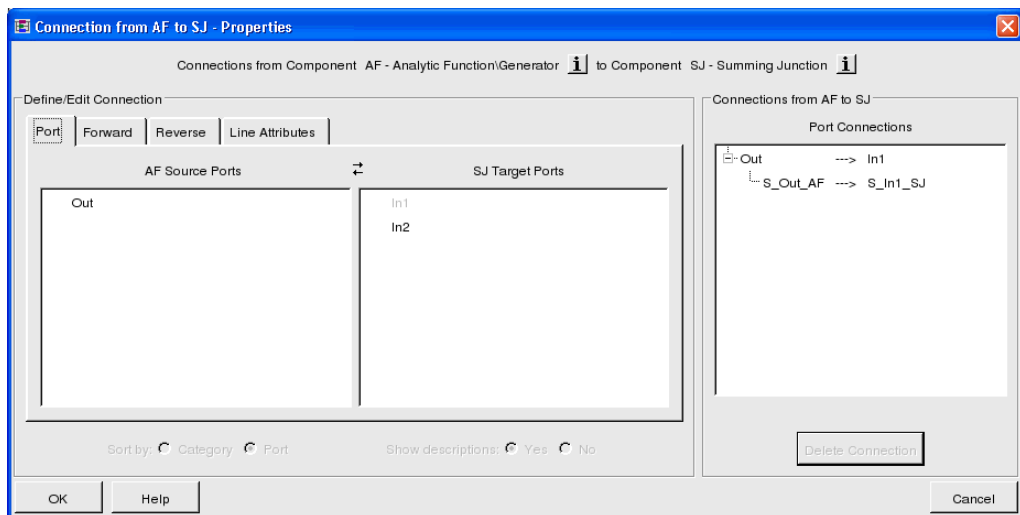 Connection from AF to SJ - Properties
Connections from Component AF - Analytic Function\Generator i to Component SJ - Summing Junction i
Define/Edit Connection
Port Forward Reverse Line Attributes
AF Source Ports SJ Target Ports
Out
In1
In2
Sort by: Category Port Show descriptions: Yes No
Connections from AF to SJ
Port Connections
Out ---> In1
S_Out_AF ---> S_In1_SJ
Delete Connection
OK Help Cancel